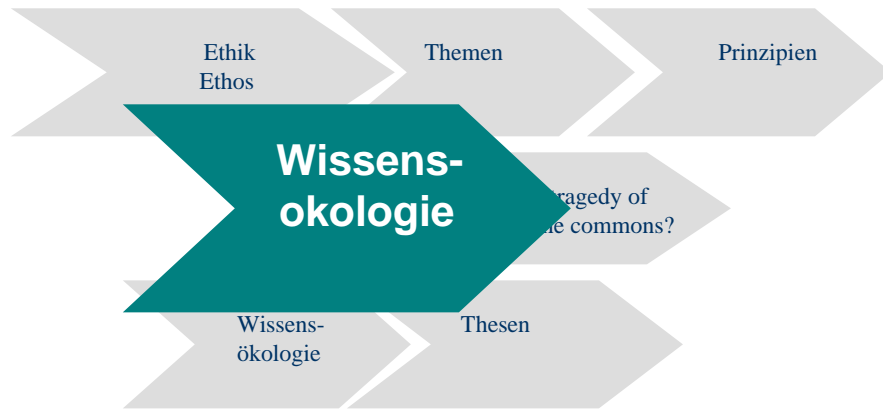 Ethik
Ethos
Themen
Prinzipien
Wissens-
okologie
ragedy of
e commons?
Wissens-
ökologie
Thesen